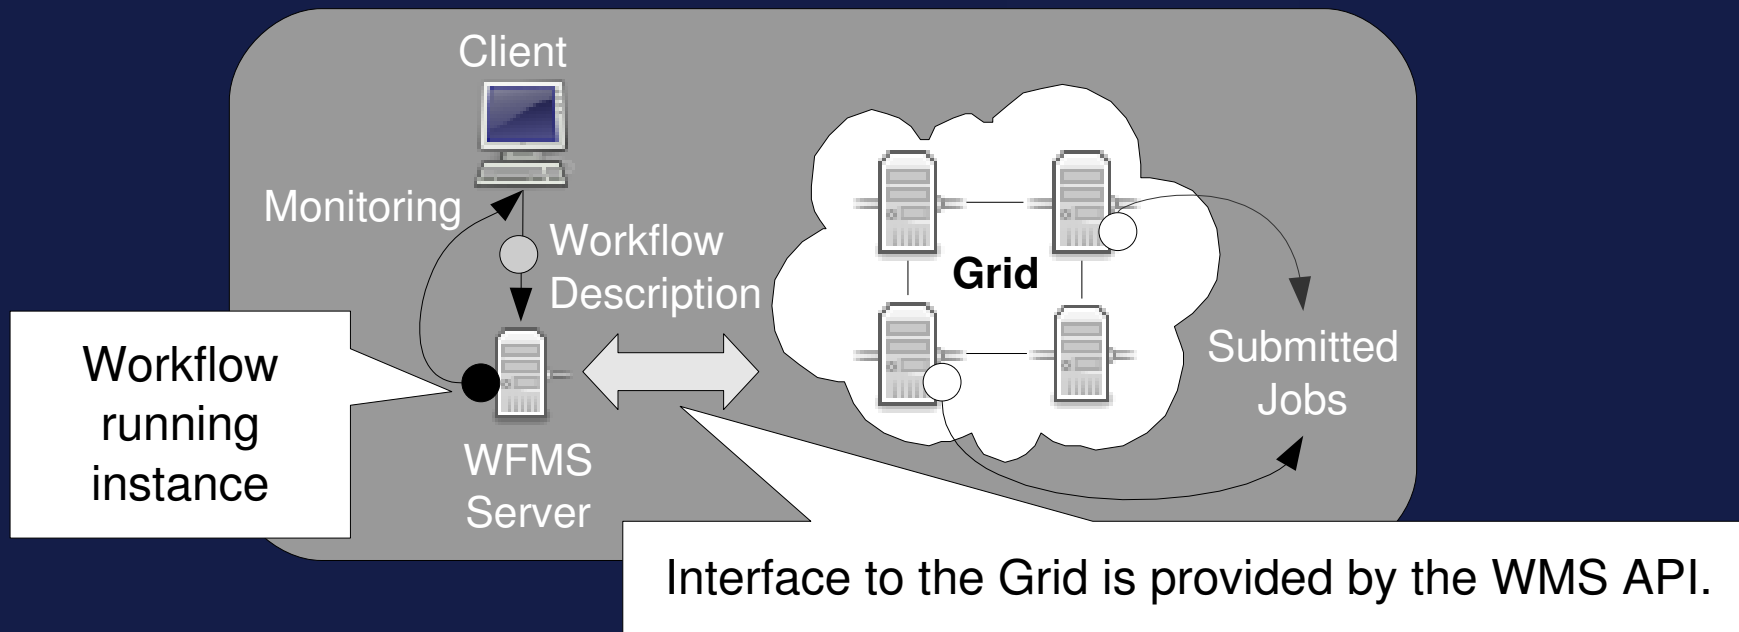 Client
Monitoring
Workflow
Description
Grid
Submitted
Jobs
Workflow
running
instance
WFMS
Server
Interface to the Grid is provided by the WMS API.